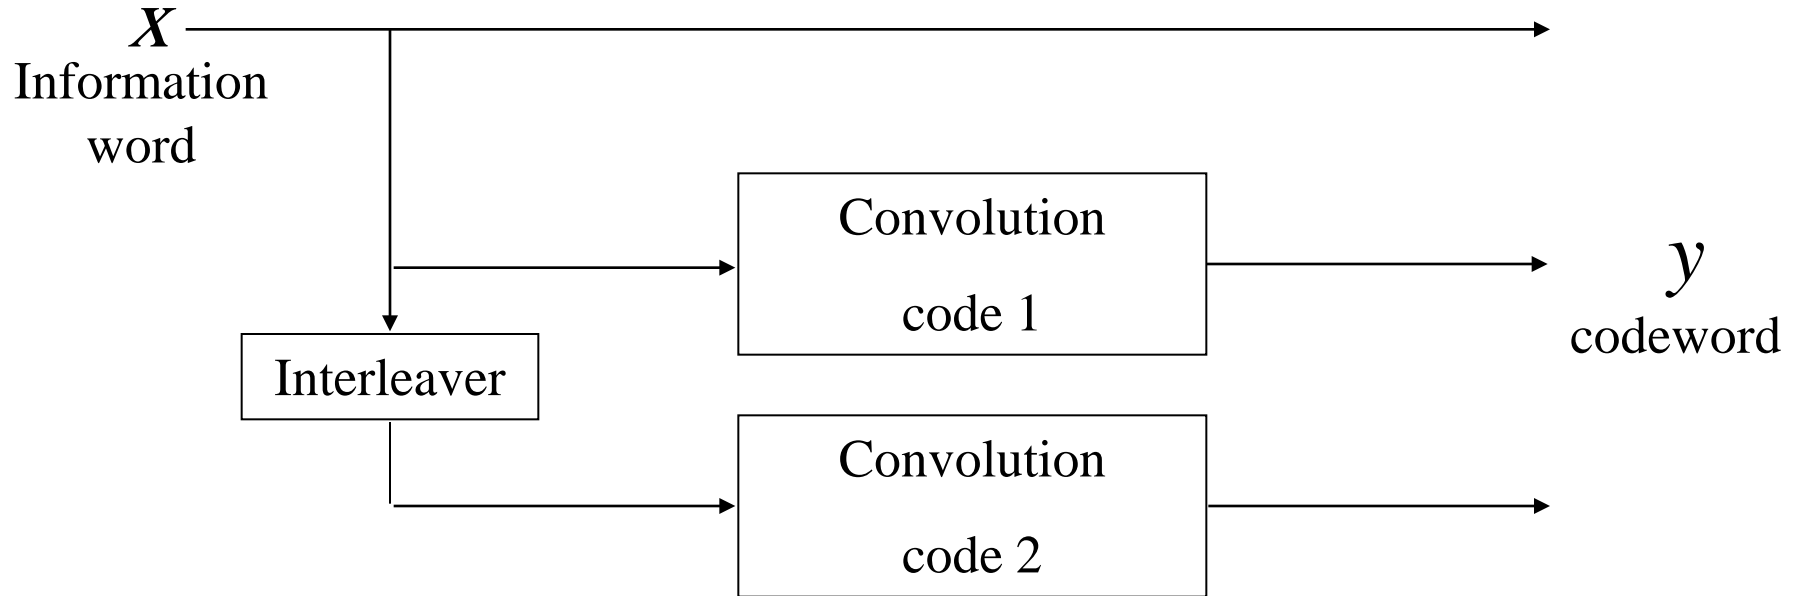 x
Information
word
Convolution
code 1
y
codeword
Interleaver
Convolution
code 2